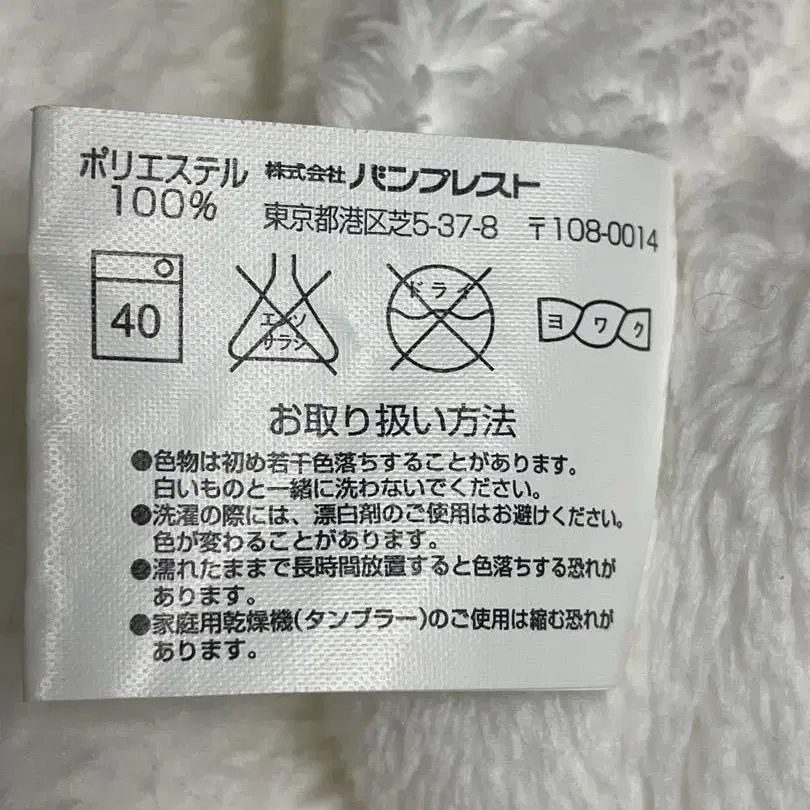 ポリエステル
100%
株式会社 バンプレスト
東京都港区芝5-37-8 〒108-0014
40
エンソ
サラシ
ドライ
ヨワク
お取り扱い方法
●色物は初め若干色落ちすることがあります。
白いものと一緒に洗わないでください。
●洗濯の際には、漂白剤のご使用はお避けください。
色が変わることがあります。
●濡れたままで長時間放置すると色落ちする恐れが
あります。
●家庭用乾燥機(タンブラー)のご使用は縮む恐れが
あります。